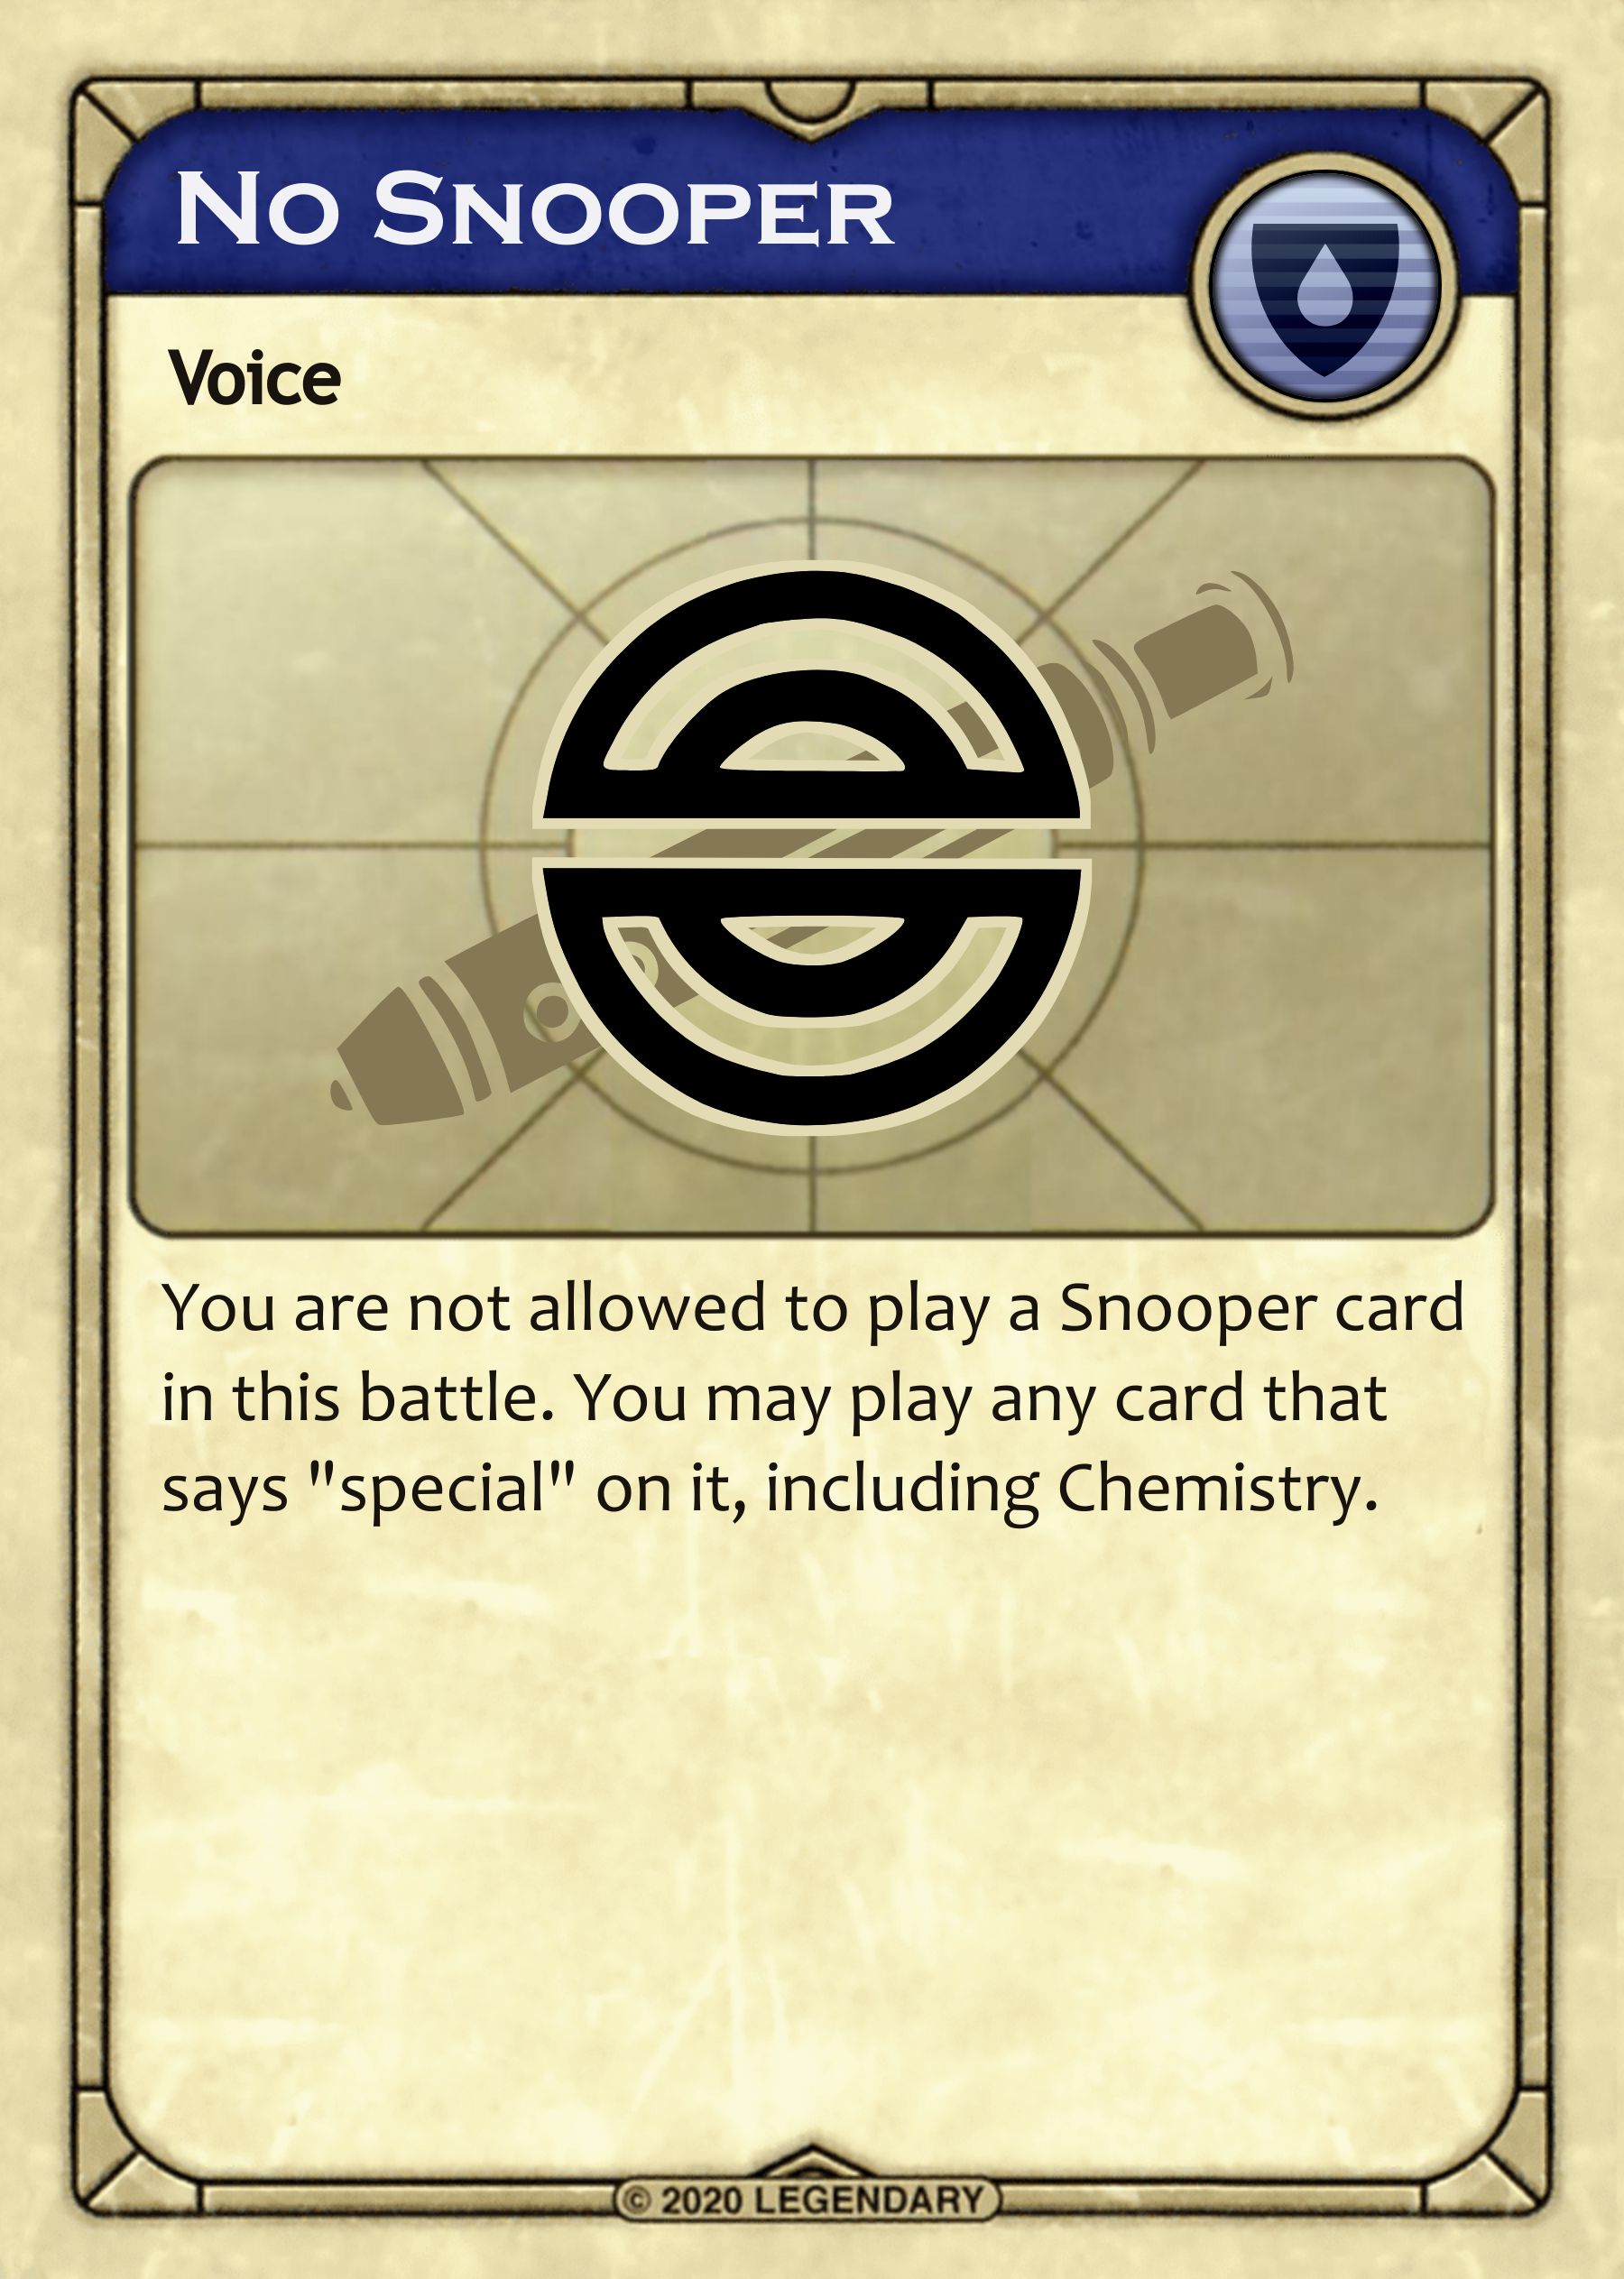 No Snooper
Voice
You are not allowed to play a Snooper card
in this battle. You may play any card that
says "special" on it, including Chemistry.
© 2020 LEGENDARY